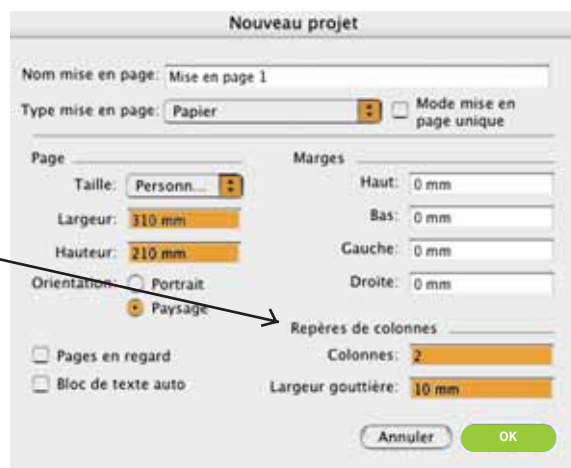 Nouveau projet
Nom mise en page: Mise en page 1
Type mise en page: Papier
Mode mise en
page unique
Page
Taille: Personn...
Largeur: 310 mm
Hauteur: 210 mm
Orientation: Portrait
Paysage
Pages en regard
Bloc de texte auto
Marges
Haut: 0 mm
Bas: 0 mm
Gauche: 0 mm
Droite: 0 mm
Repères de colonnes
Colonnes: 2
Largeur gouttière: 10 mm
Annuler OK